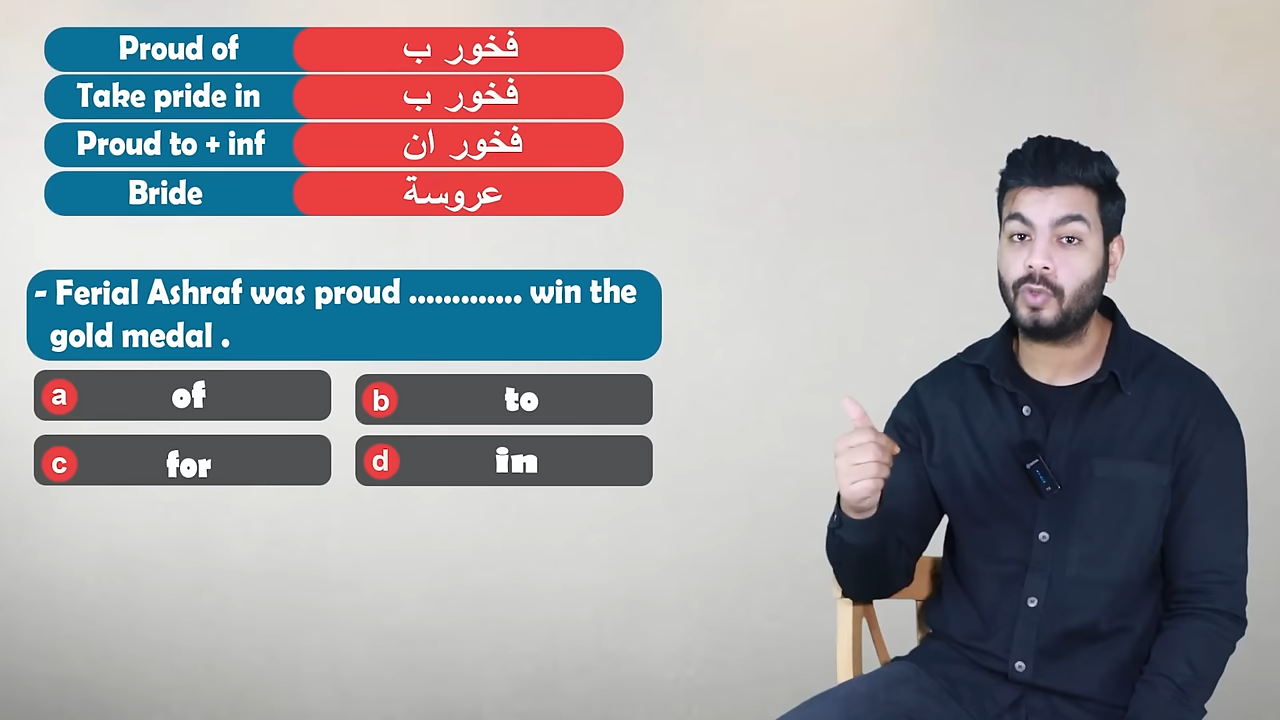 Proud of فخور ب
Take pride in فخور ب
Proud to + inf فخور ان
Bride عروسة
- Ferial Ashraf was proud ............. win the
gold medal .
a of b to
c for d in